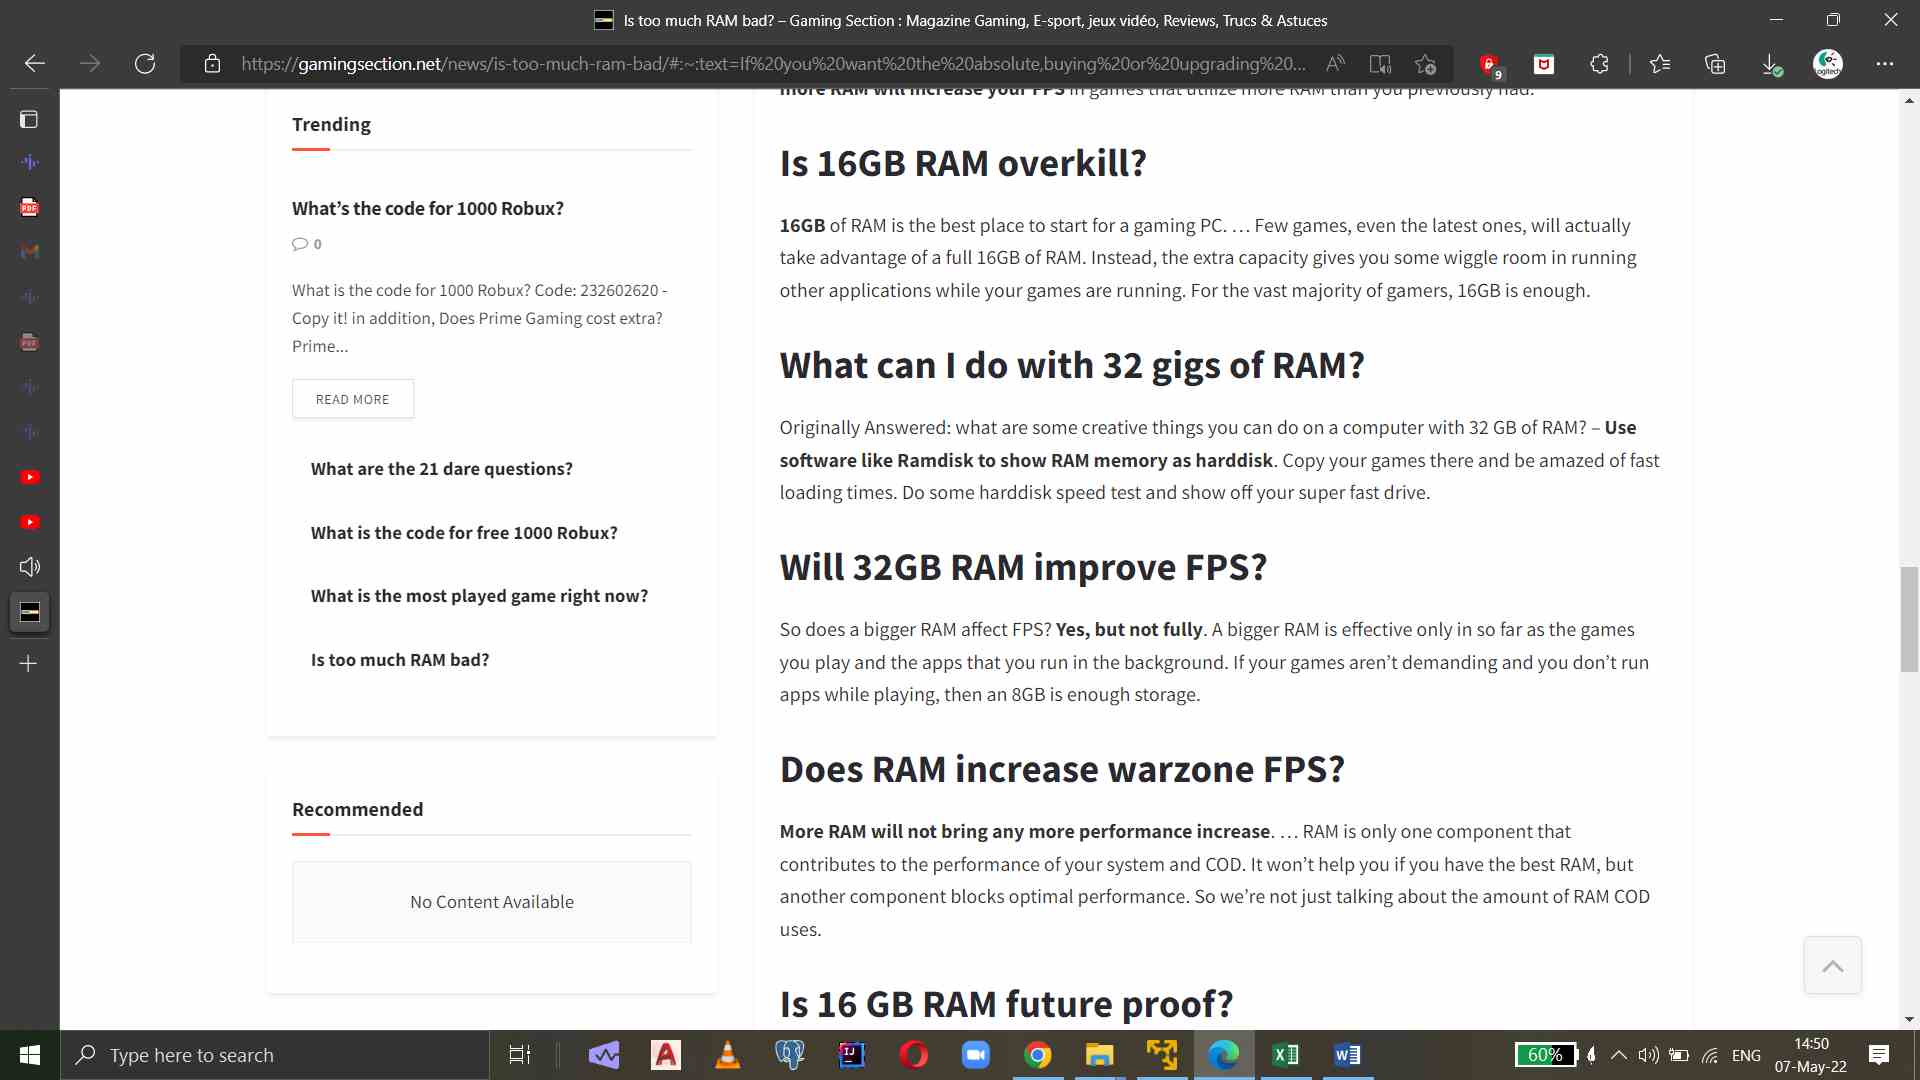 Is too much RAM bad? – Gaming Section : Magazine Gaming, E-sport, jeux vidéo, Reviews, Trucs & Astuces
https://gamingsection.net/news/is-too-much-ram-bad/#:~:text=If%20you%20want%20the%20absolute,buying%20or%20upgrading%20...
9
Trending
What's the code for 1000 Robux?
0
What is the code for 1000 Robux? Code: 232602620 -
Copy it! in addition, Does Prime Gaming cost extra?
Prime...
READ MORE
What are the 21 dare questions?
What is the code for free 1000 Robux?
What is the most played game right now?
Is too much RAM bad?
Recommended
No Content Available
more RAM will increase your FPS in games that utilize more RAM than you previously had.
Is 16GB RAM overkill?
16GB of RAM is the best place to start for a gaming PC. … Few games, even the latest ones, will actually
take advantage of a full 16GB of RAM. Instead, the extra capacity gives you some wiggle room in running
other applications while your games are running. For the vast majority of gamers, 16GB is enough.
What can I do with 32 gigs of RAM?
Originally Answered: what are some creative things you can do on a computer with 32 GB of RAM? – Use
software like Ramdisk to show RAM memory as harddisk. Copy your games there and be amazed of fast
loading times. Do some harddisk speed test and show off your super fast drive.
Will 32GB RAM improve FPS?
So does a bigger RAM affect FPS? Yes, but not fully. A bigger RAM is effective only in so far as the games
you play and the apps that you run in the background. If your games aren't demanding and you don't run
apps while playing, then an 8GB is enough storage.
Does RAM increase warzone FPS?
More RAM will not bring any more performance increase. … RAM is only one component that
contributes to the performance of your system and COD. It won't help you if you have the best RAM, but
another component blocks optimal performance. So we're not just talking about the amount of RAM COD
uses.
Is 16 GB RAM future proof?
Type here to search
60%
ENG
14:50
07-May-22